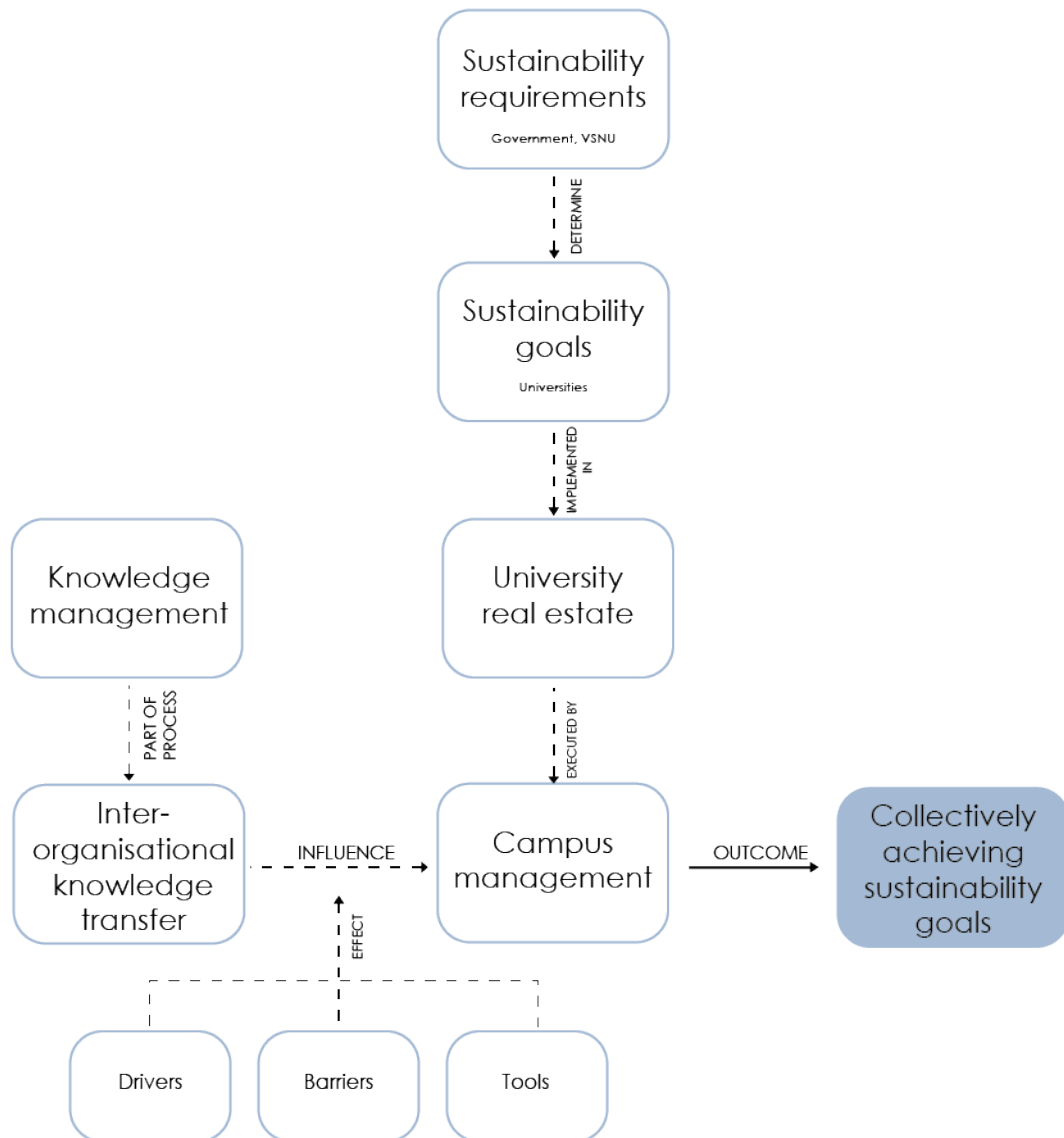 Sustainability
requirements
Government, VSNU
DETERMINE
Sustainability
goals
Universities
IMPLEMENTED
IN
Knowledge
management
University
real estate
PART OF
PROCESS
EXECUTED BY
Inter-
organisational
knowledge
transfer
INFLUENCE
Campus
management
OUTCOME
Collectively
achieving
sustainability
goals
EFFECT
Drivers
Barriers
Tools